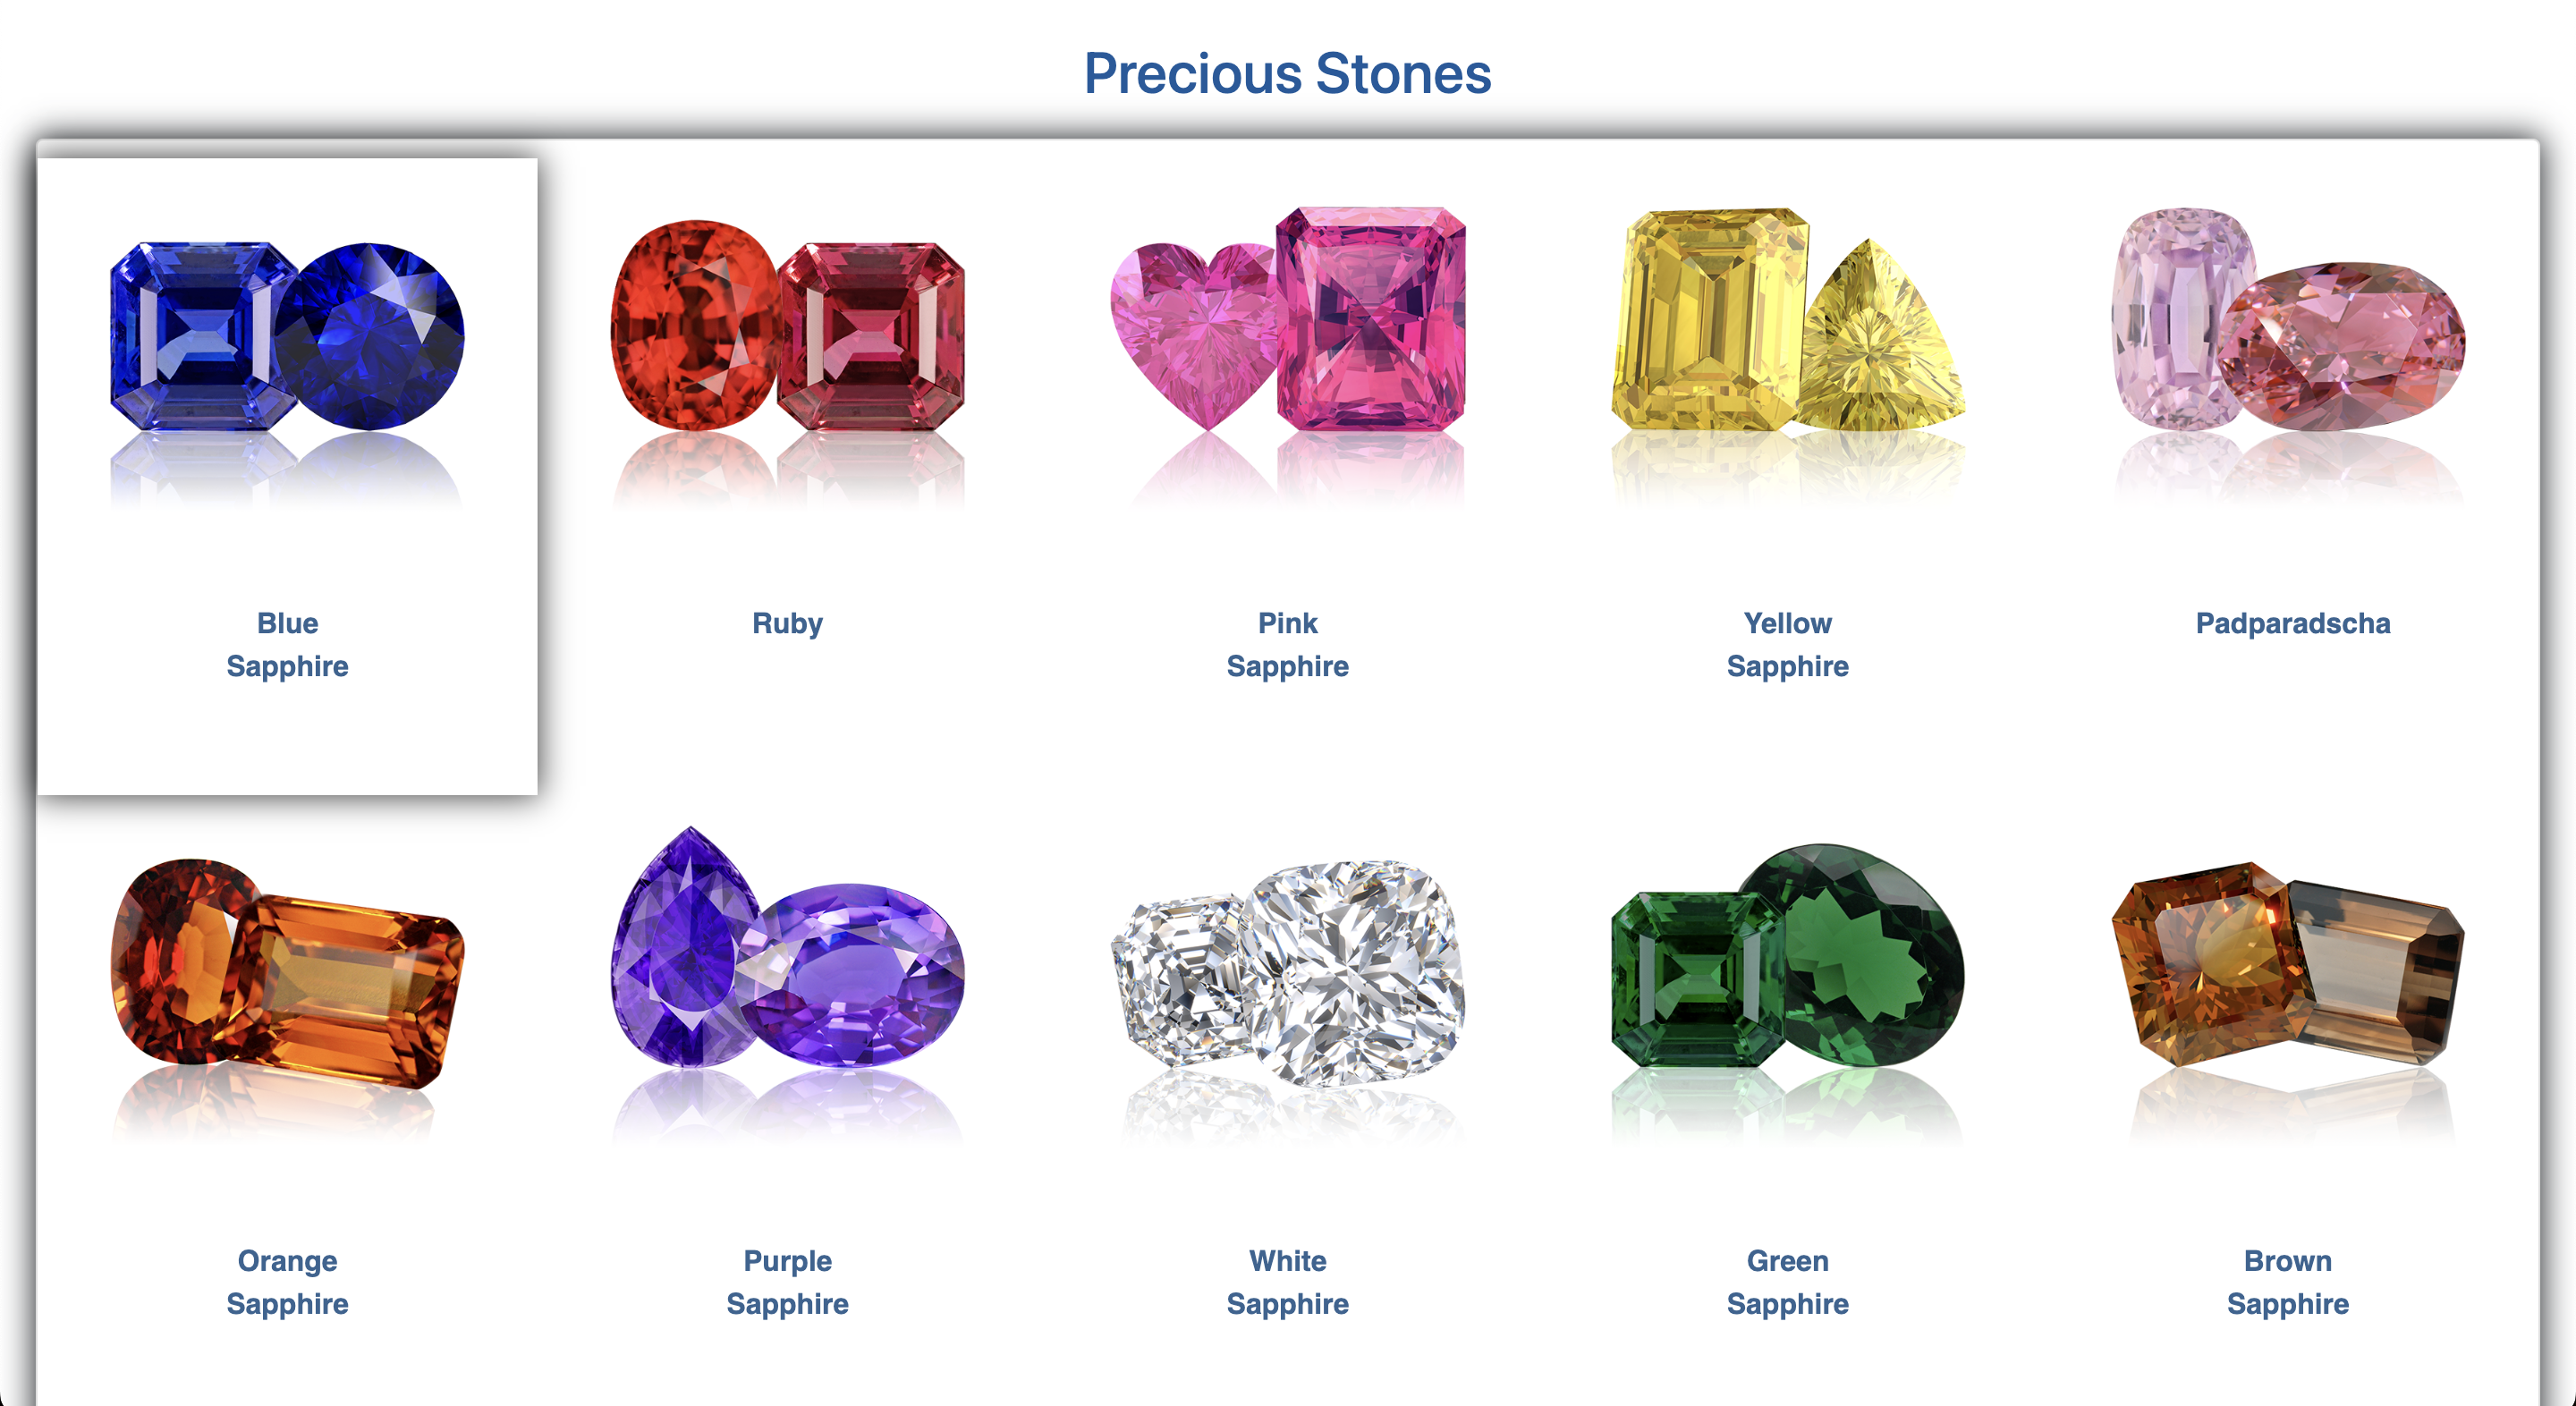 Precious Stones
Blue
Sapphire
Ruby
Pink
Sapphire
Yellow
Sapphire
Padparadscha
Orange
Sapphire
Purple
Sapphire
White
Sapphire
Green
Sapphire
Brown
Sapphire